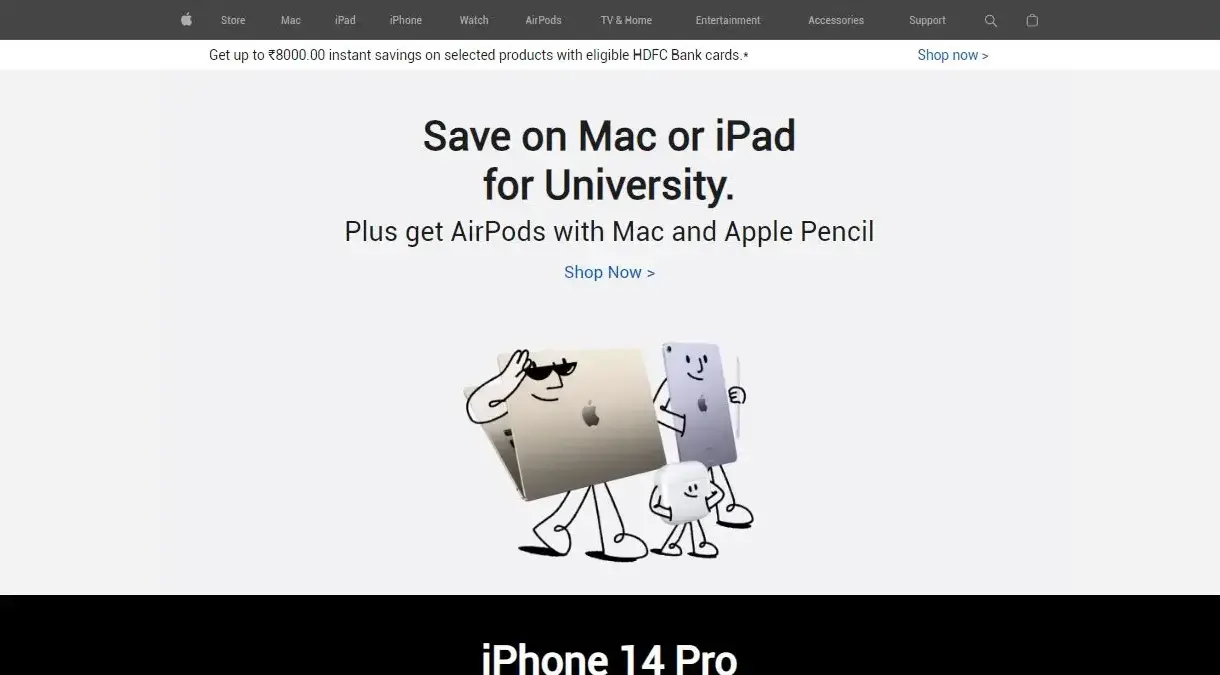 Store Mac iPad iPhone Watch AirPods TV & Home Entertainment Accessories Support
Get up to ₹8000.00 instant savings on selected products with eligible HDFC Bank cards.* Shop now >
Save on Mac or iPad
for University.
Plus get AirPods with Mac and Apple Pencil
Shop Now >
iPhone 14 Pro